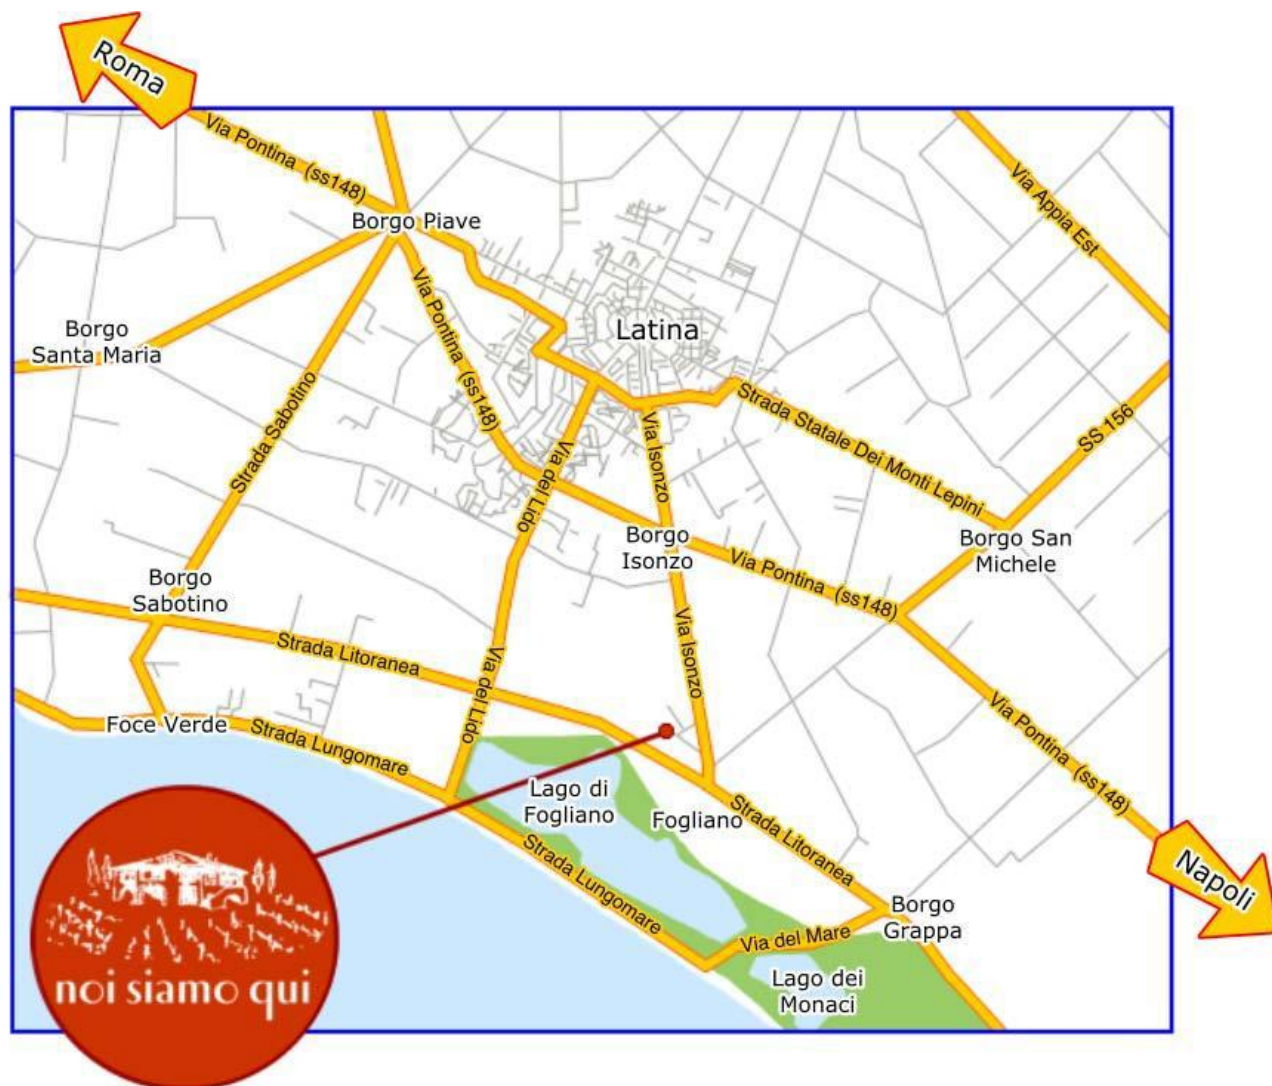 Roma
Via Pontina (ss148)
Borgo Piave
Via Appia Est
Via Pontina (ss148)
Latina
Borgo
Santa Maria
Strada Sabotino
Via del Lido
Via Isonzo
Strada Statale Dei Monti Lepini
SS 156
Borgo
Isonzo
Borgo San
Michele
Via Pontina (ss148)
Borgo
Sabotino
Strada Litoranea
Via del Lido
Via Isonzo
Foce Verde
Strada Lungomare
Via Pontina (ss148)
Lago di
Fogliano
Fogliano
Strada Litoranea
Strada Lungomare
Napoli
Borgo
Grappa
Via del Mare
Lago dei
Monaci
noi siamo qui